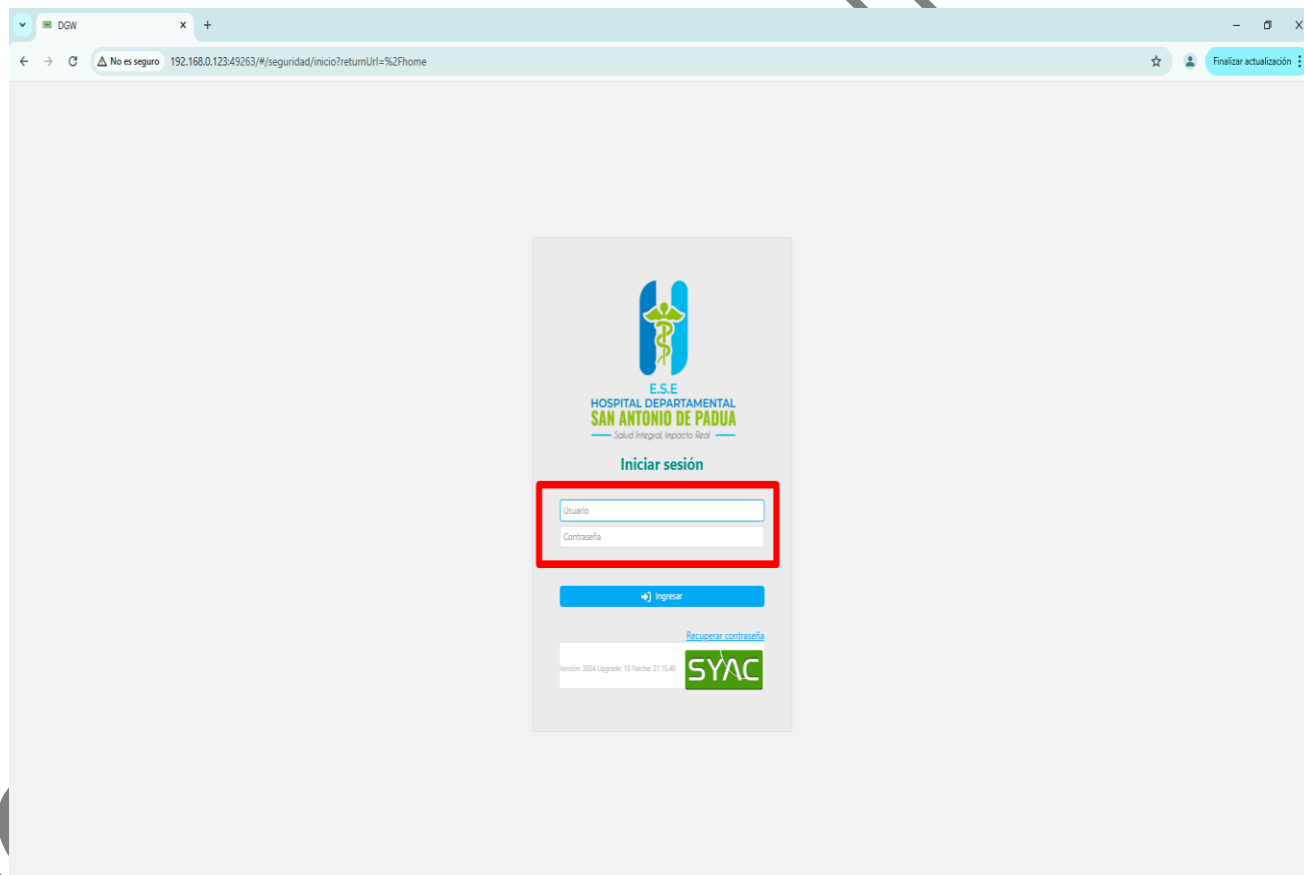 DGW
No es seguro 192.168.0.123:49263/#/seguridad/inicio?returnUrl=%2Fhome
Finalizar actualización
E.S.E
HOSPITAL DEPARTAMENTAL
SAN ANTONIO DE PADUA
Salud Integral, Impacto Real
Iniciar sesión
Usuario
Contraseña
Ingresar
Recuperar contraseña
Versión: 2024 Upgrade: 10 Parche: 21.15.40
SYAC